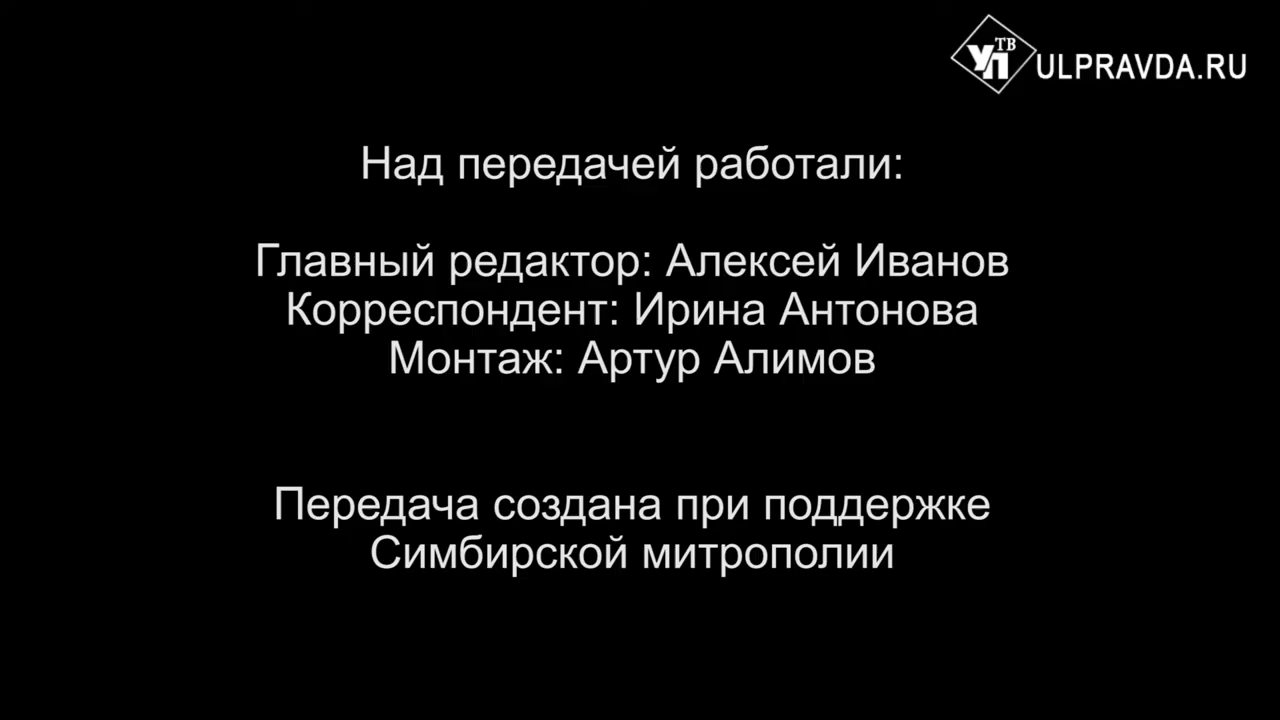 ТВ
УП
ULPRAVDA.RU
Над передачей работали:
Главный редактор: Алексей Иванов
Корреспондент: Ирина Антонова
Монтаж: Артур Алимов
Передача создана при поддержке
Симбирской митрополии